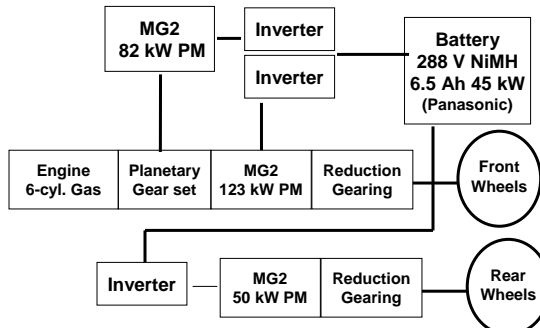 MG2
82 kW PM
Inverter
Inverter
Battery
288 V NiMH
6.5 Ah 45 kW
(Panasonic)
Engine
6-cyl. Gas
Planetary
Gear set
MG2
123 kW PM
Reduction
Gearing
Front
Wheels
Inverter
MG2
50 kW PM
Reduction
Gearing
Rear
Wheels